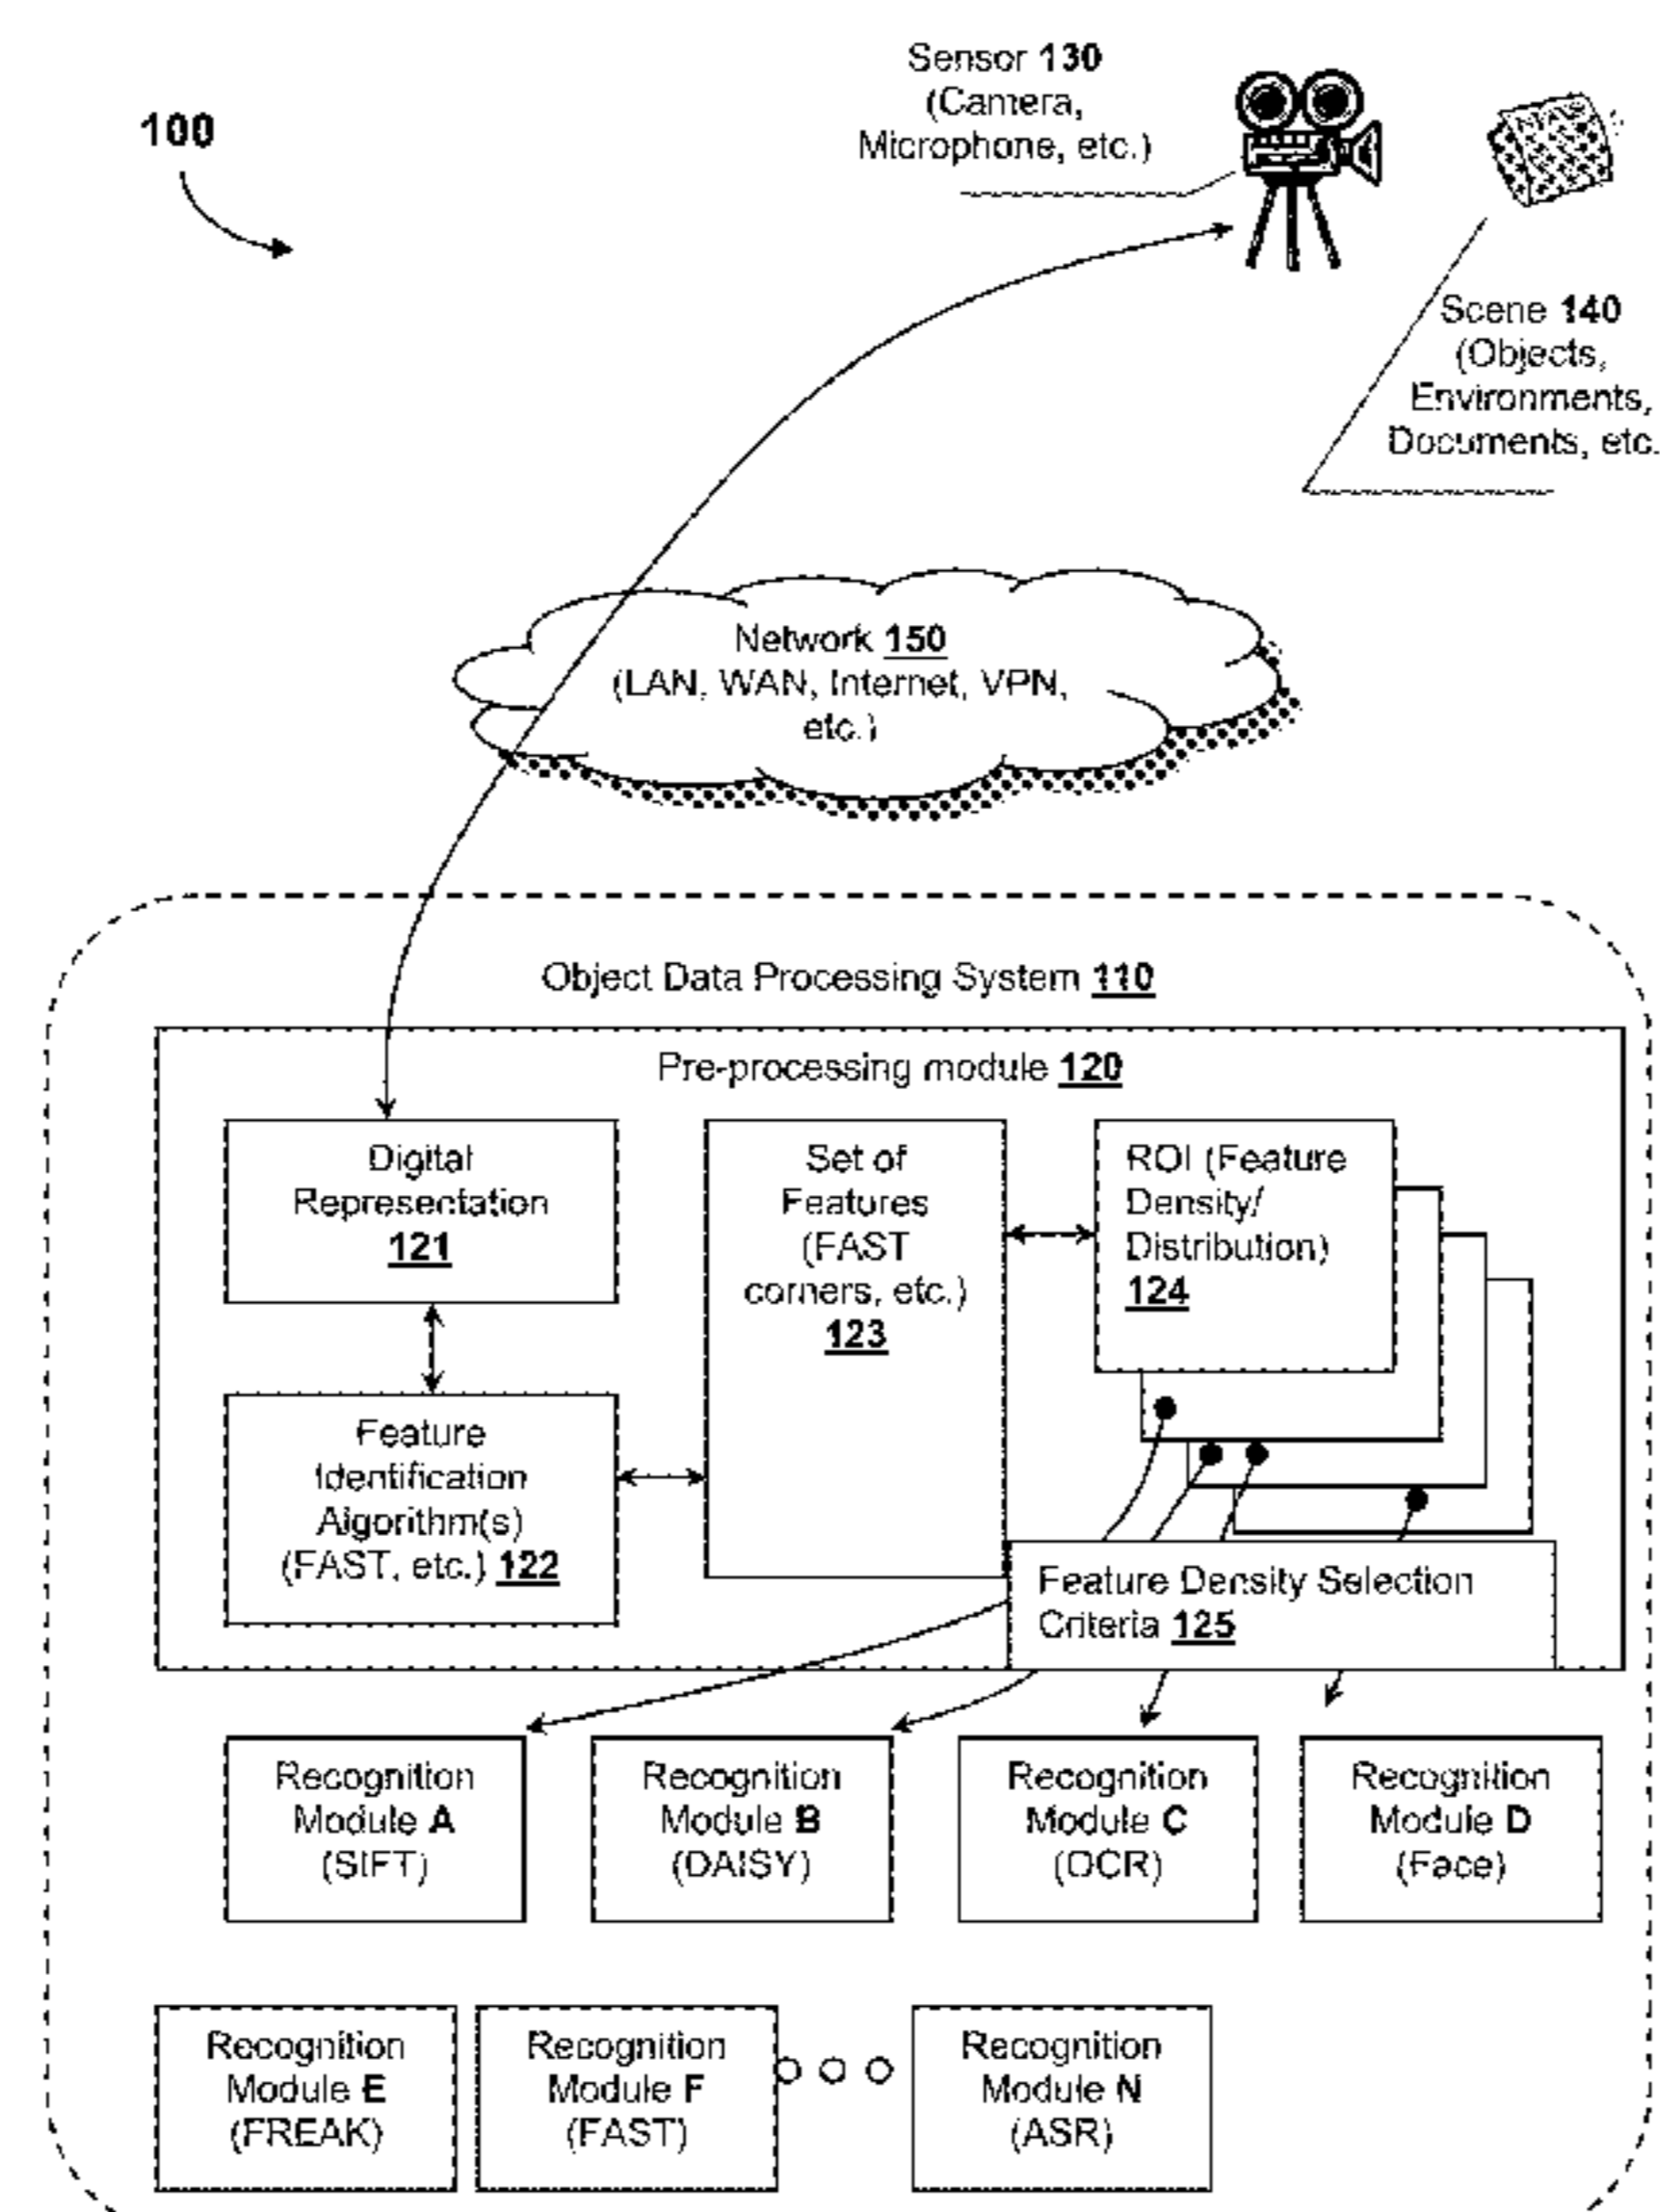 100
Sensor 130
(Camera,
Microphone, etc.)
Scene 140
(Objects,
Environments,
Documents, etc.
Network 150
(LAN, WAN, Internet, VPN,
etc.)
Object Data Processing System 110
Pre-processing module 120
Digital
Representation
121
Feature
Identification
Algorithm(s)
(FAST, etc.) 122
Set of
Features
(FAST
corners, etc.)
123
ROI (Feature
Density/
Distribution)
124
Feature Density Selection
Criteria 125
Recognition
Module A
(SIFT)
Recognition
Module B
(DAISY)
Recognition
Module C
(OCR)
Recognition
Module D
(Face)
Recognition
Module E
(FREAK)
Recognition
Module F
(FAST)
Recognition
Module N
(ASR)